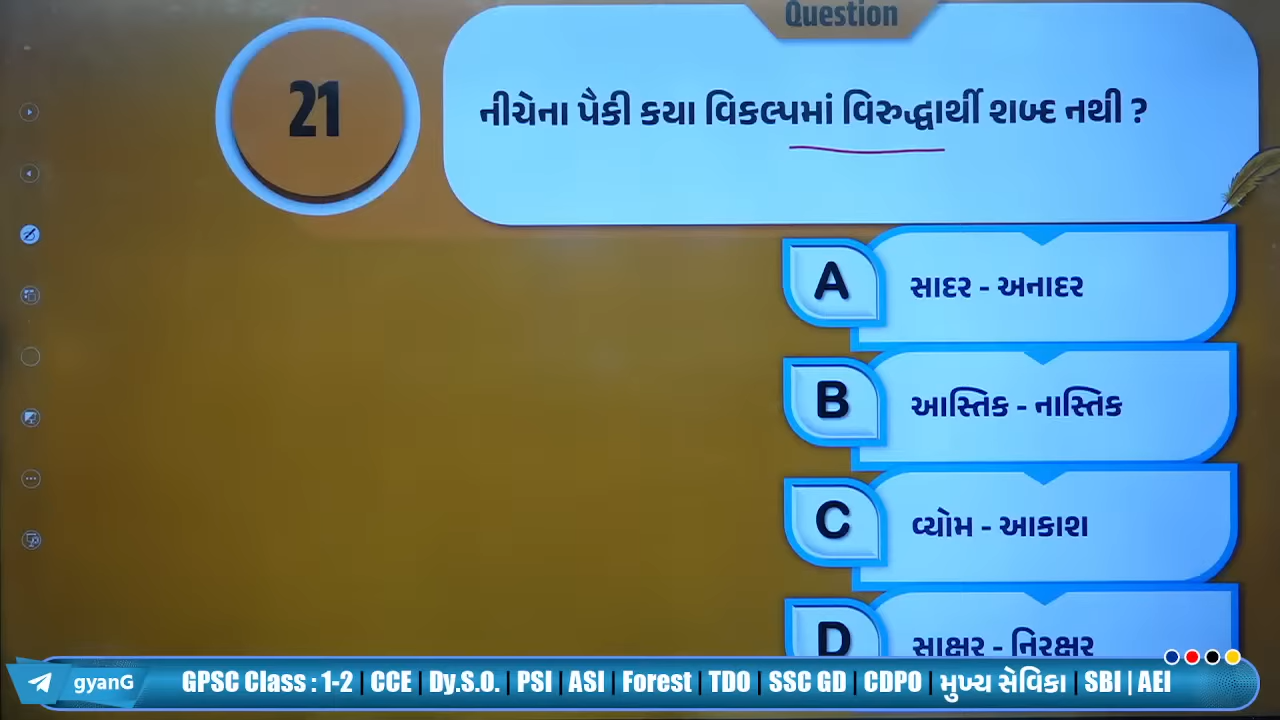 Question
21
નીચેના પૈકી કયા વિકલ્પમાં વિરુદ્ધાર્થી શબ્દ નથી ?
A
સાદર - અનાદર
B
આસ્તિક - નાસ્તિક
C
વ્યોમ - આકાશ
D
સાક્ષર - નિરક્ષર
gyanG
GPSC Class : 1-2 | CCE | Dy.S.O. | PSI | ASI | Forest | TDO | SSC GD | CDPO | મુખ્ય સેવિકા | SBI | AEI